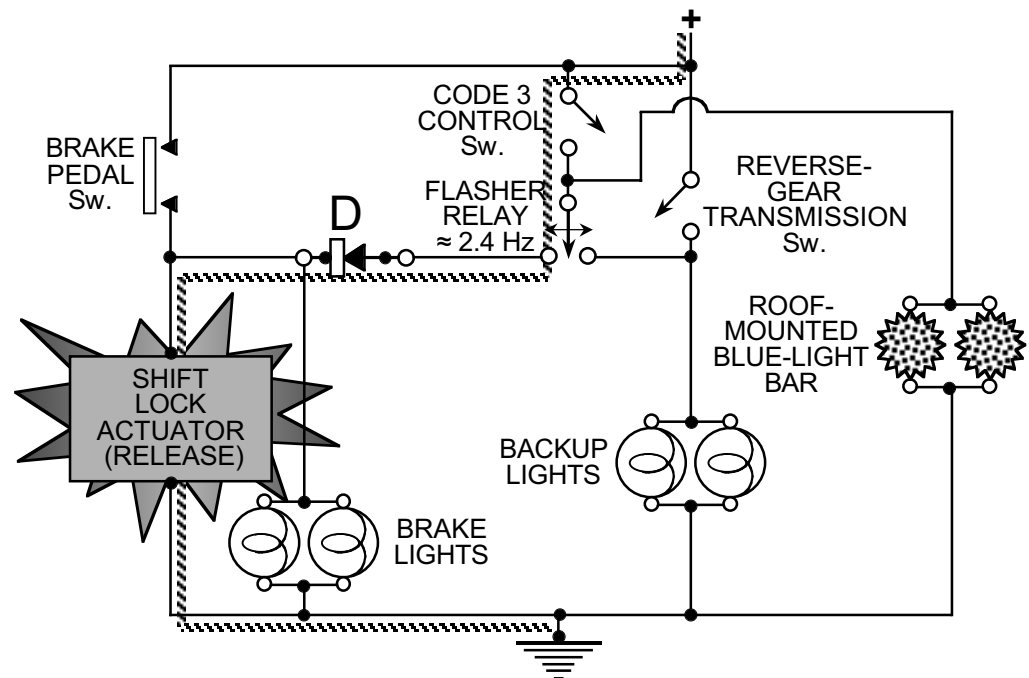 +
CODE 3
CONTROL
Sw.
BRAKE
PEDAL
Sw.
D
FLASHER
RELAY
≈ 2.4 Hz
REVERSE-
GEAR
TRANSMISSION
Sw.
ROOF-
MOUNTED
BLUE-LIGHT
BAR
SHIFT
LOCK
ACTUATOR
(RELEASE)
BACKUP
LIGHTS
BRAKE
LIGHTS